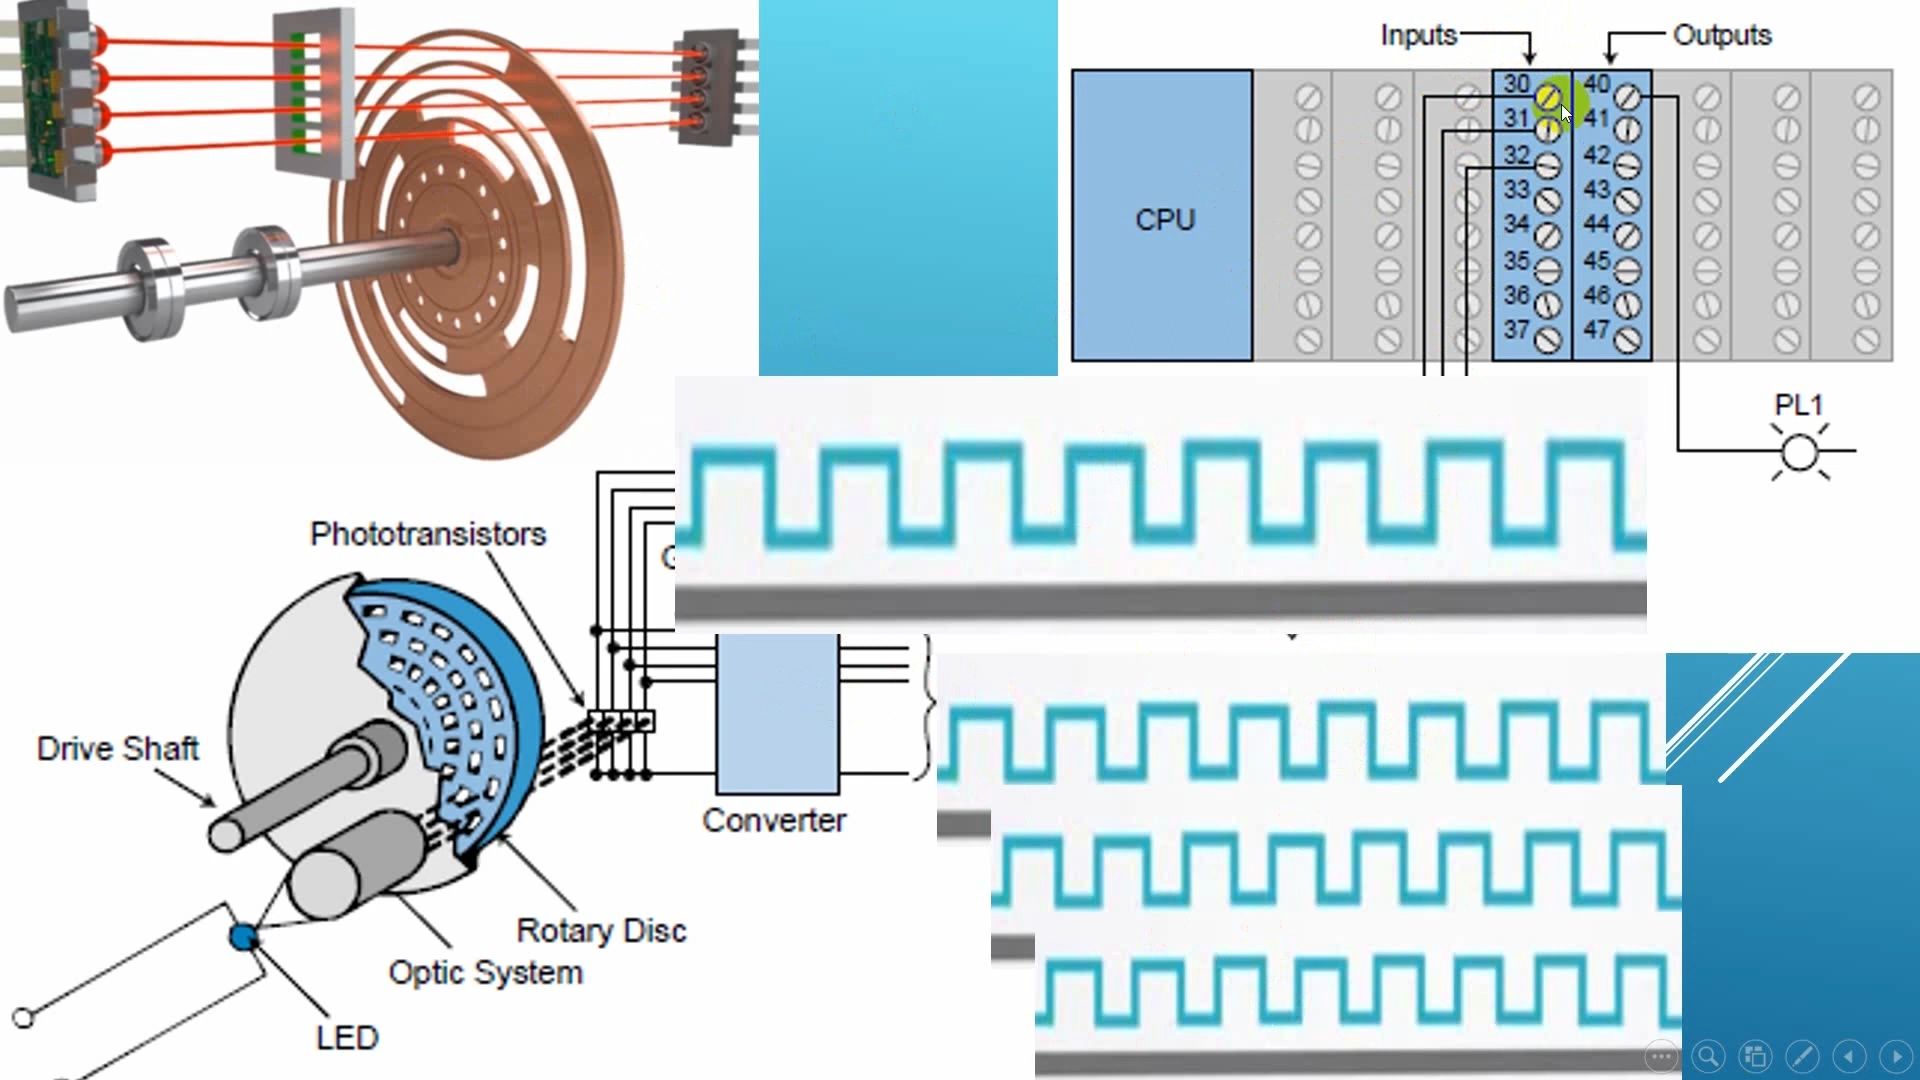 Inputs
Outputs
30
40
31
41
32
42
33
43
34
44
35
45
36
46
37
47
CPU
PL1
Phototransistors
Drive Shaft
Converter
Rotary Disc
Optic System
LED